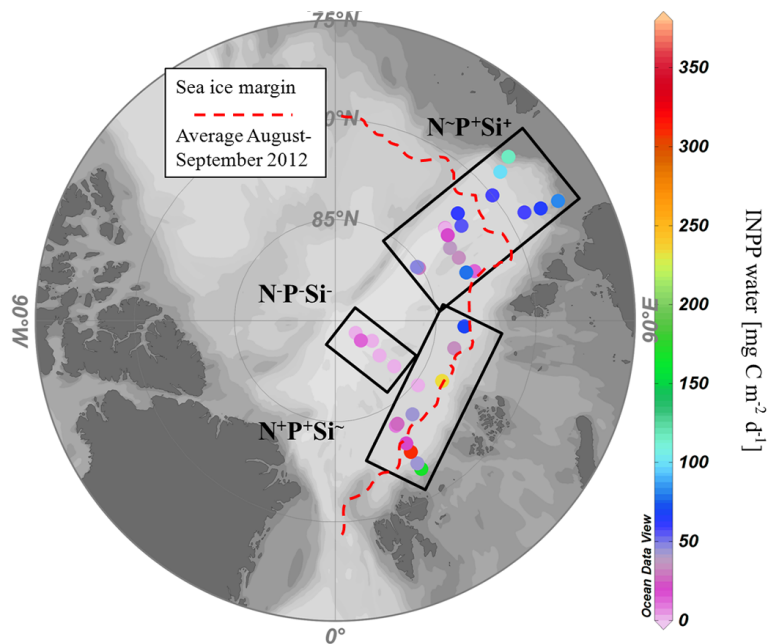 75°N
Sea ice margin
Average August-
September 2012
0°N
N~P⁺Si⁺
85°N
N⁻P⁻Si⁻
90°W
90°E
N⁺P⁺Si~
0°
350
300
250
200
150
100
50
0
INPP water [mg C m⁻² d⁻¹]
Ocean Data View